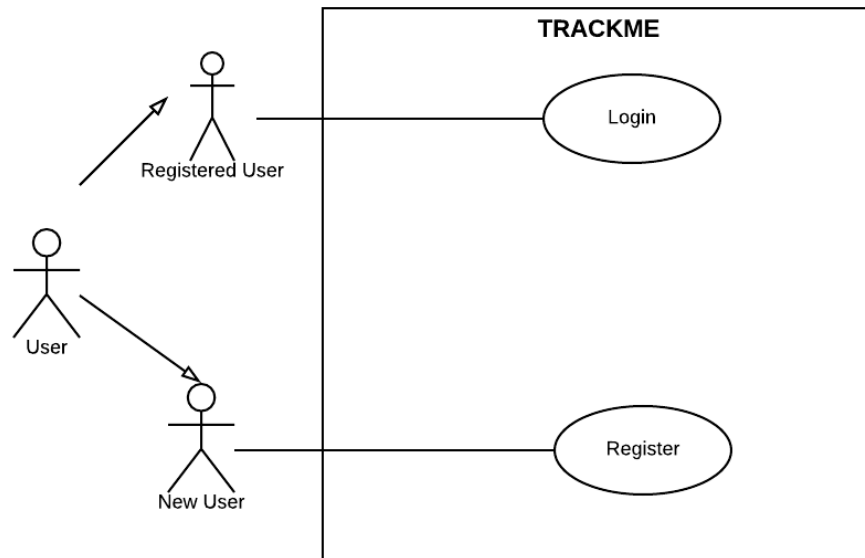 TRACKME
Login
Registered User
User
Register
New User